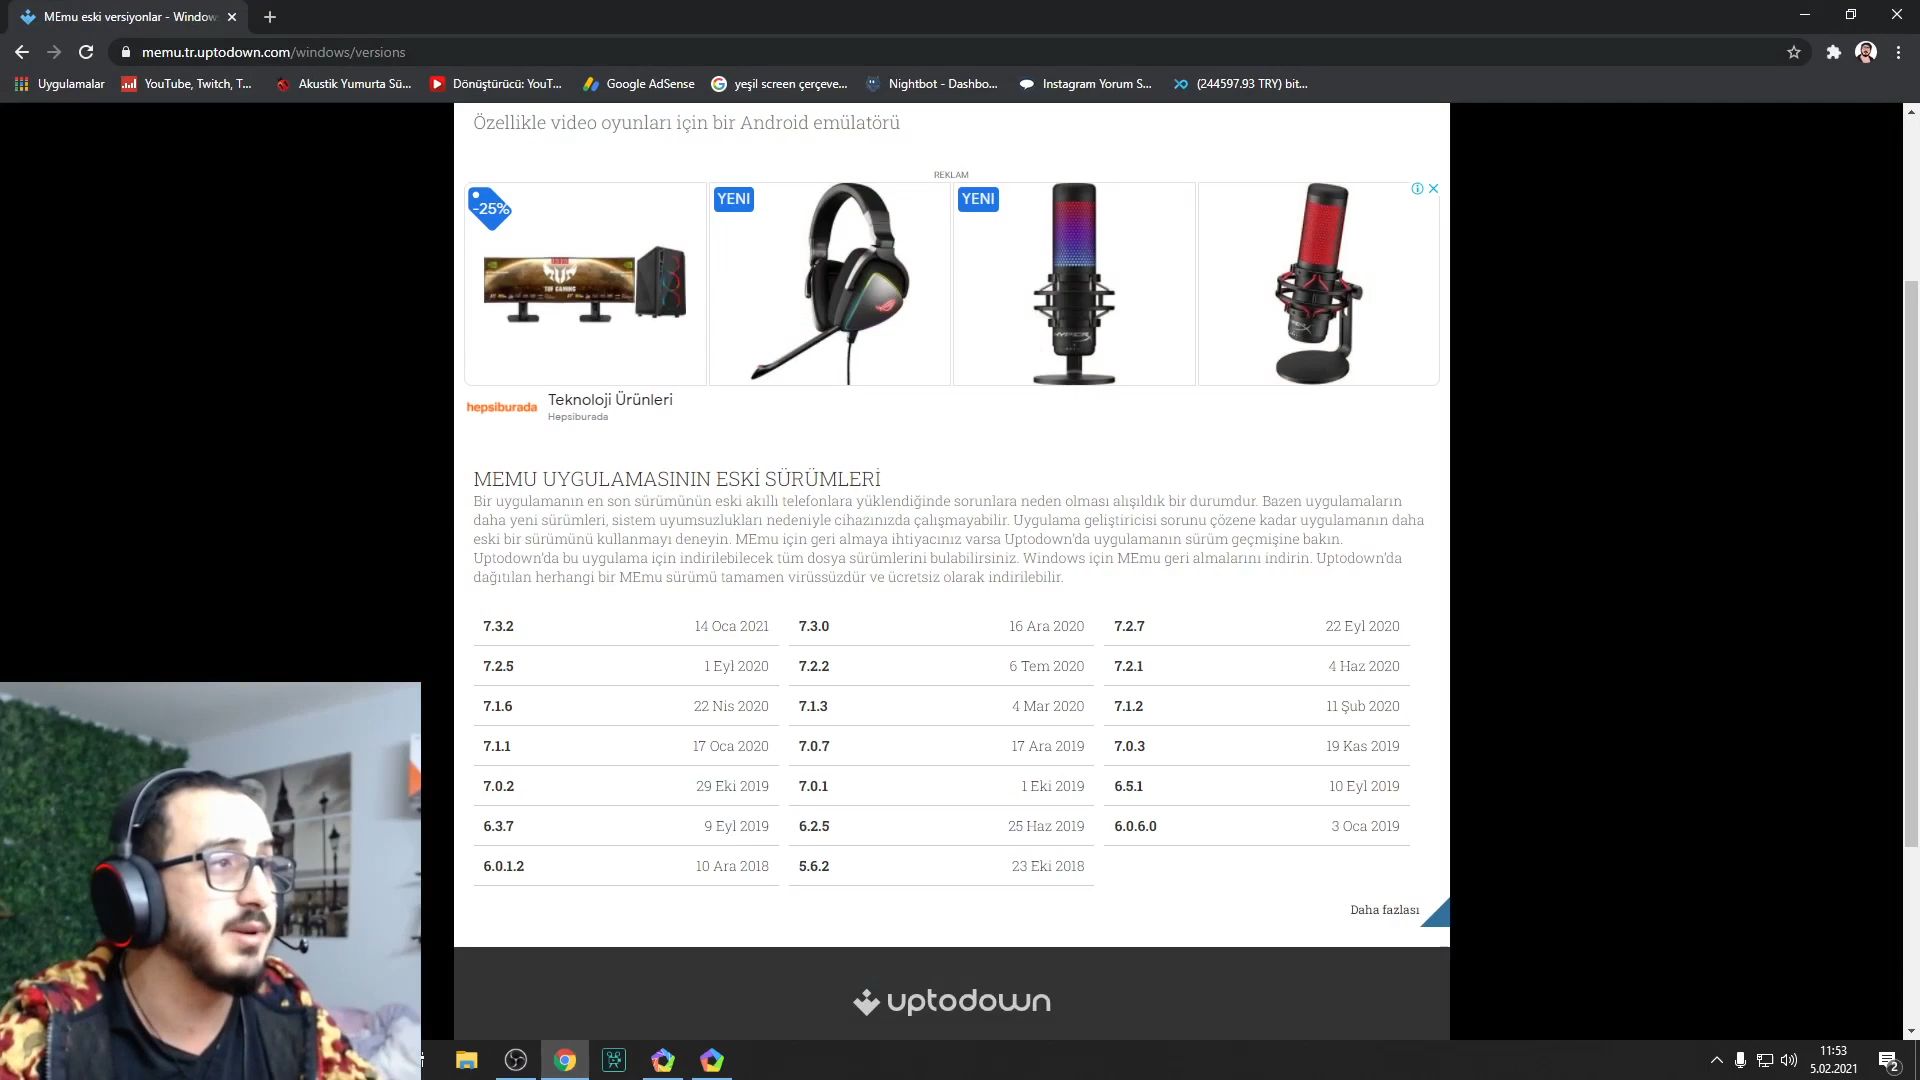 MEmu eski versiyonlar - Window
memu.tr.uptodown.com/windows/versions
Uygulamalar
YouTube, Twitch, T...
Akustik Yumurta Sü...
Dönüştürücü: YouT...
Google AdSense
yeşil screen çerçeve...
Nightbot - Dashbo...
Instagram Yorum S...
(244597.93 TRY) bit...
Özellikle video oyunları için bir Android emülatörü
REKLAM
-25%
YENI
YENI
hepsiburada
Teknoloji Ürünleri
Hepsiburada
MEMU UYGULAMASININ ESKİ SÜRÜMLERİ
Bir uygulamanın en son sürümünün eski akıllı telefonlara yüklendiğinde sorunlara neden olması alışıldık bir durumdur. Bazen uygulamaların
daha yeni sürümleri, sistem uyumsuzlukları nedeniyle cihazınızda çalışmayabilir. Uygulama geliştiricisi sorunu çözene kadar uygulamanın daha
eski bir sürümünü kullanmayı deneyin. MEmu için geri almaya ihtiyacınız varsa Uptodown'da uygulamanın sürüm geçmişine bakın.
Uptodown'da bu uygulama için indirilebilecek tüm dosya sürümlerini bulabilirsiniz. Windows için MEmu geri almalarını indirin. Uptodown'da
dağıtılan herhangi bir MEmu sürümü tamamen virüssüzdür ve ücretsiz olarak indirilebilir.
7.3.2 14 Oca 2021 7.3.0 16 Ara 2020 7.2.7 22 Eyl 2020
7.2.5 1 Eyl 2020 7.2.2 6 Tem 2020 7.2.1 4 Haz 2020
7.1.6 22 Nis 2020 7.1.3 4 Mar 2020 7.1.2 11 Şub 2020
7.1.1 17 Oca 2020 7.0.7 17 Ara 2019 7.0.3 19 Kas 2019
7.0.2 29 Eki 2019 7.0.1 1 Eki 2019 6.5.1 10 Eyl 2019
6.3.7 9 Eyl 2019 6.2.5 25 Haz 2019 6.0.6.0 3 Oca 2019
6.0.1.2 10 Ara 2018 5.6.2 23 Eki 2018
Daha fazlası
uptodown
11:53
5.02.2021
2